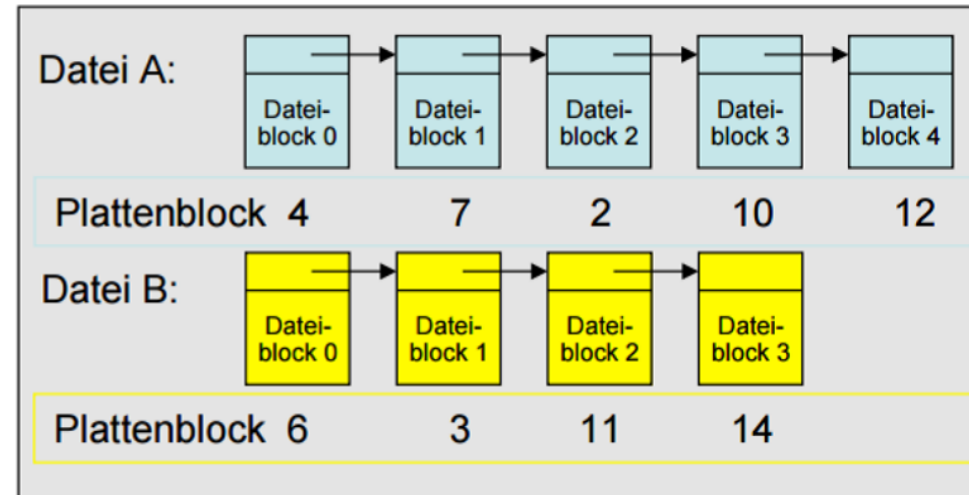 Datei A:
Datei-
block 0
Datei-
block 1
Datei-
block 2
Datei-
block 3
Datei-
block 4
Plattenblock 4 7 2 10 12
Datei B:
Datei-
block 0
Datei-
block 1
Datei-
block 2
Datei-
block 3
Plattenblock 6 3 11 14